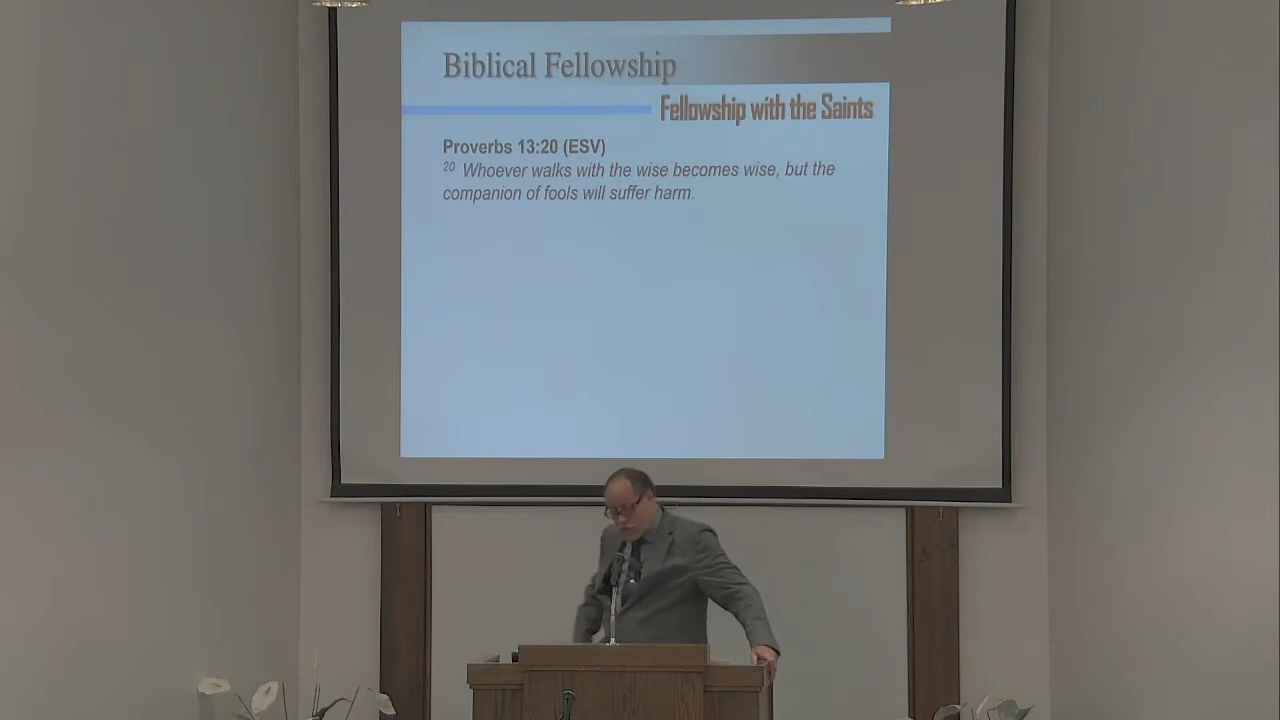 Biblical Fellowship
Fellowship with the Saints
Proverbs 13:20 (ESV)
20 Whoever walks with the wise becomes wise, but the
companion of fools will suffer harm.